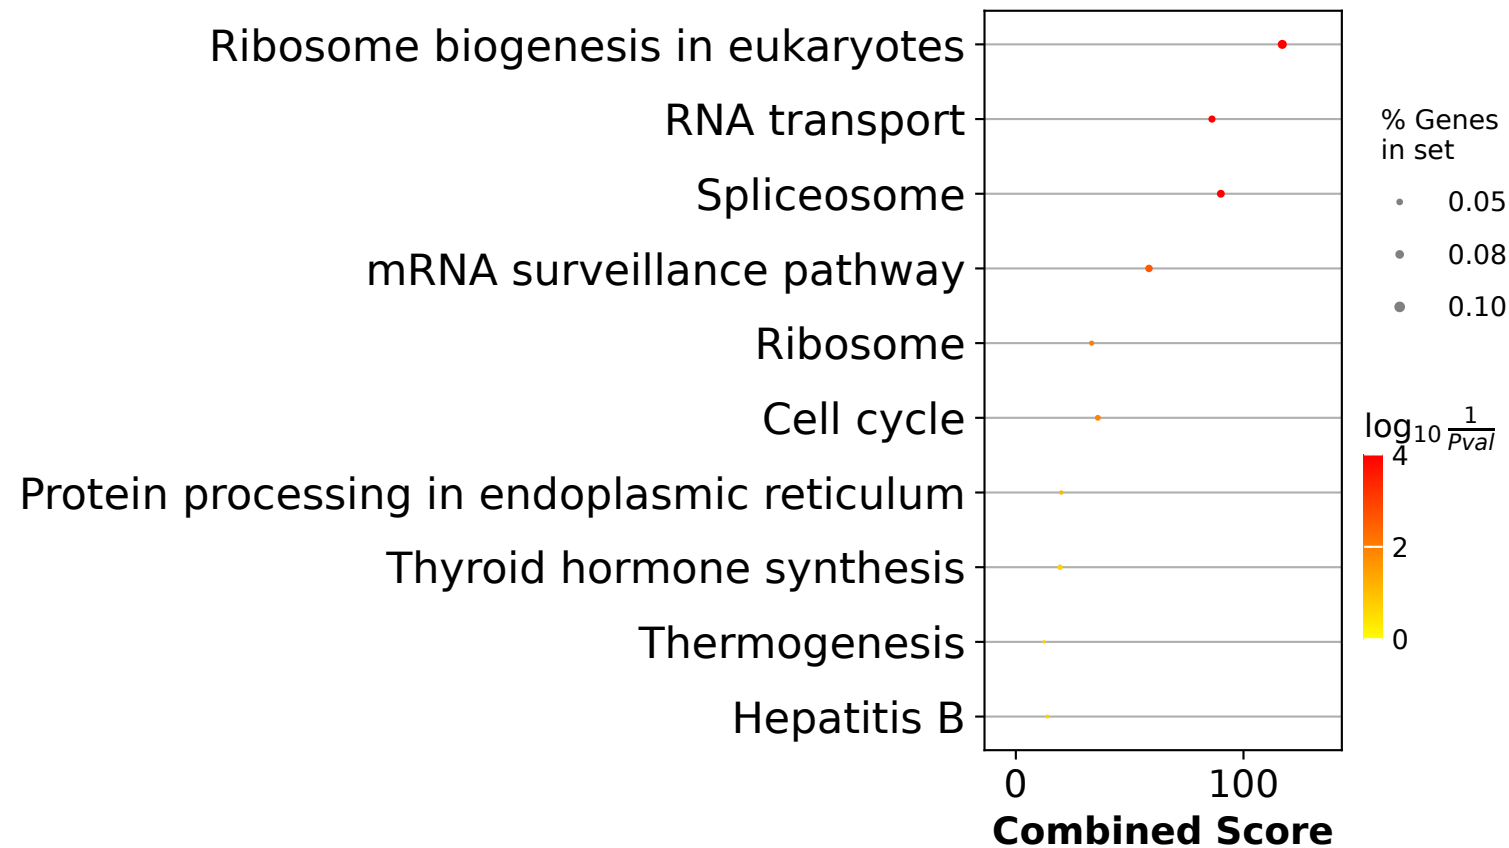 Ribosome biogenesis in eukaryotes
RNA transport
Spliceosome
mRNA surveillance pathway
Ribosome
Cell cycle
Protein processing in endoplasmic reticulum
Thyroid hormone synthesis
Thermogenesis
Hepatitis B
0 100
Combined Score
% Genes
in set
0.05
0.08
0.10
log₁₀ 1/Pval
4
2
0